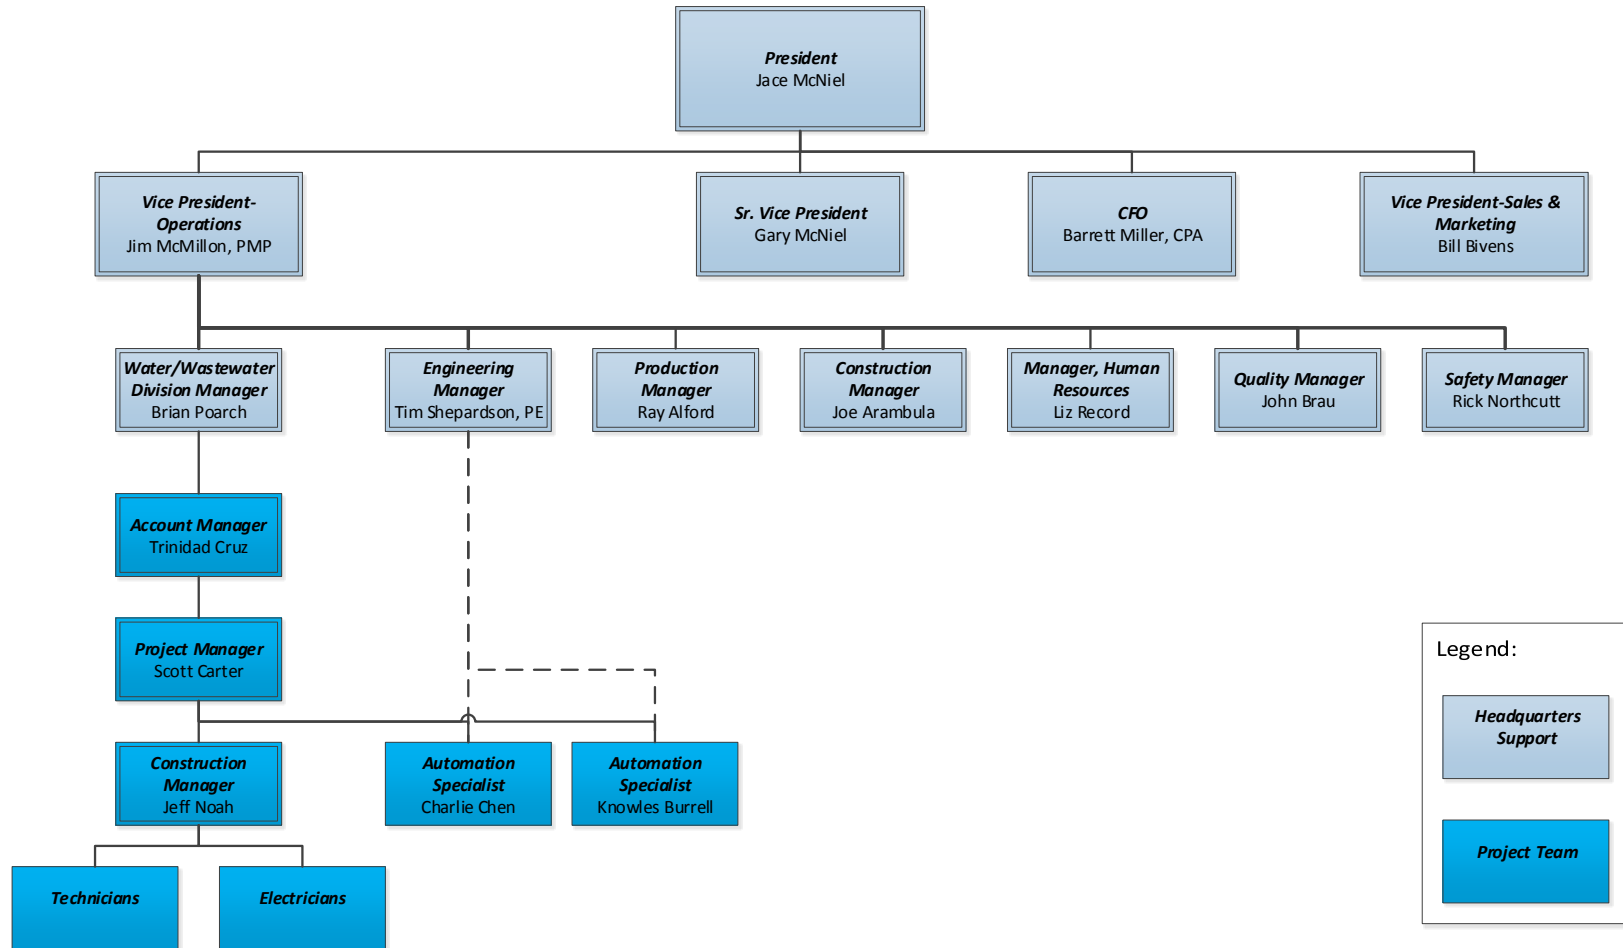 President
Jace McNiel
Vice President-
Operations
Jim McMillon, PMP
Sr. Vice President
Gary McNiel
CFO
Barrett Miller, CPA
Vice President-Sales &
Marketing
Bill Bivens
Water/Wastewater
Division Manager
Brian Poarch
Engineering
Manager
Tim Shepardson, PE
Production
Manager
Ray Alford
Construction
Manager
Joe Arambula
Manager, Human
Resources
Liz Record
Quality Manager
John Brau
Safety Manager
Rick Northcutt
Account Manager
Trinidad Cruz
Project Manager
Scott Carter
Construction
Manager
Jeff Noah
Automation
Specialist
Charlie Chen
Automation
Specialist
Knowles Burrell
Technicians
Electricians
Legend:
Headquarters
Support
Project Team